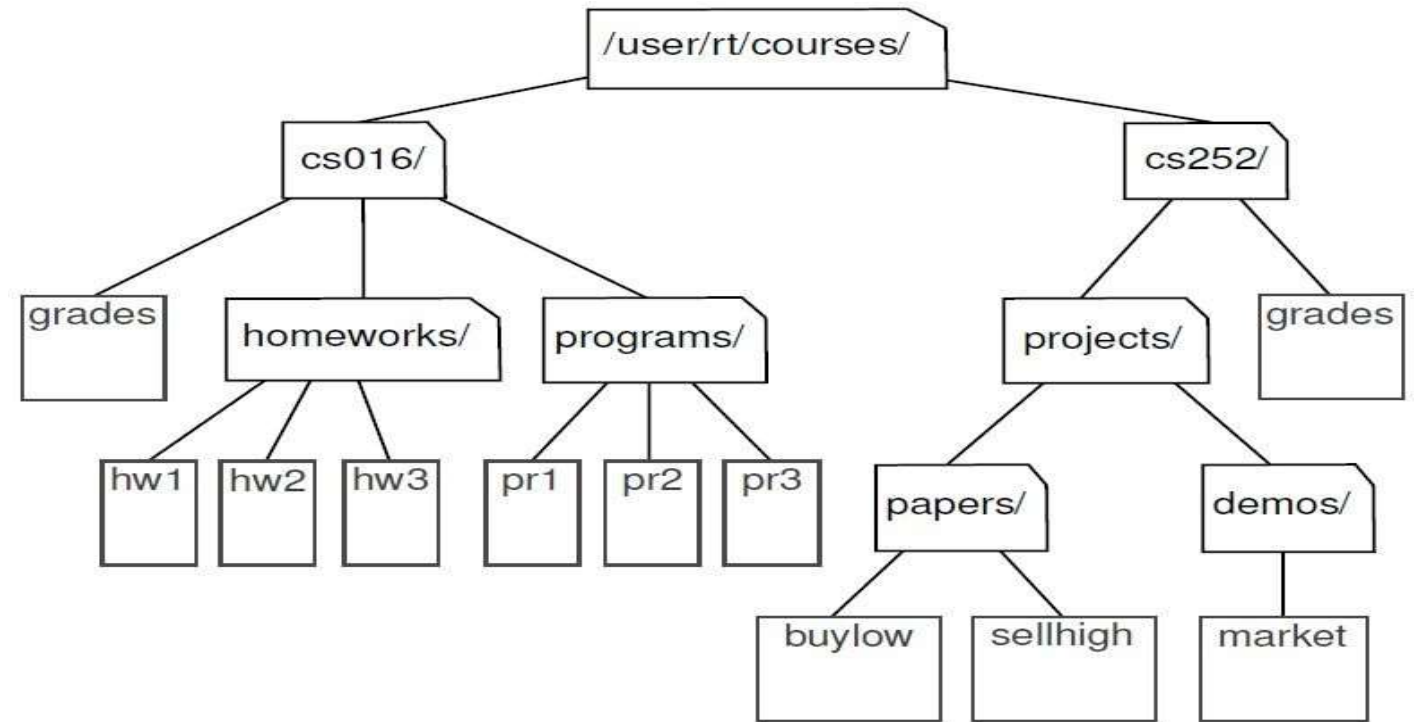 /user/rt/courses/
cs016/
cs252/
grades
homeworks/
programs/
projects/
grades
hw1
hw2
hw3
pr1
pr2
pr3
papers/
demos/
buylow
sellhigh
market